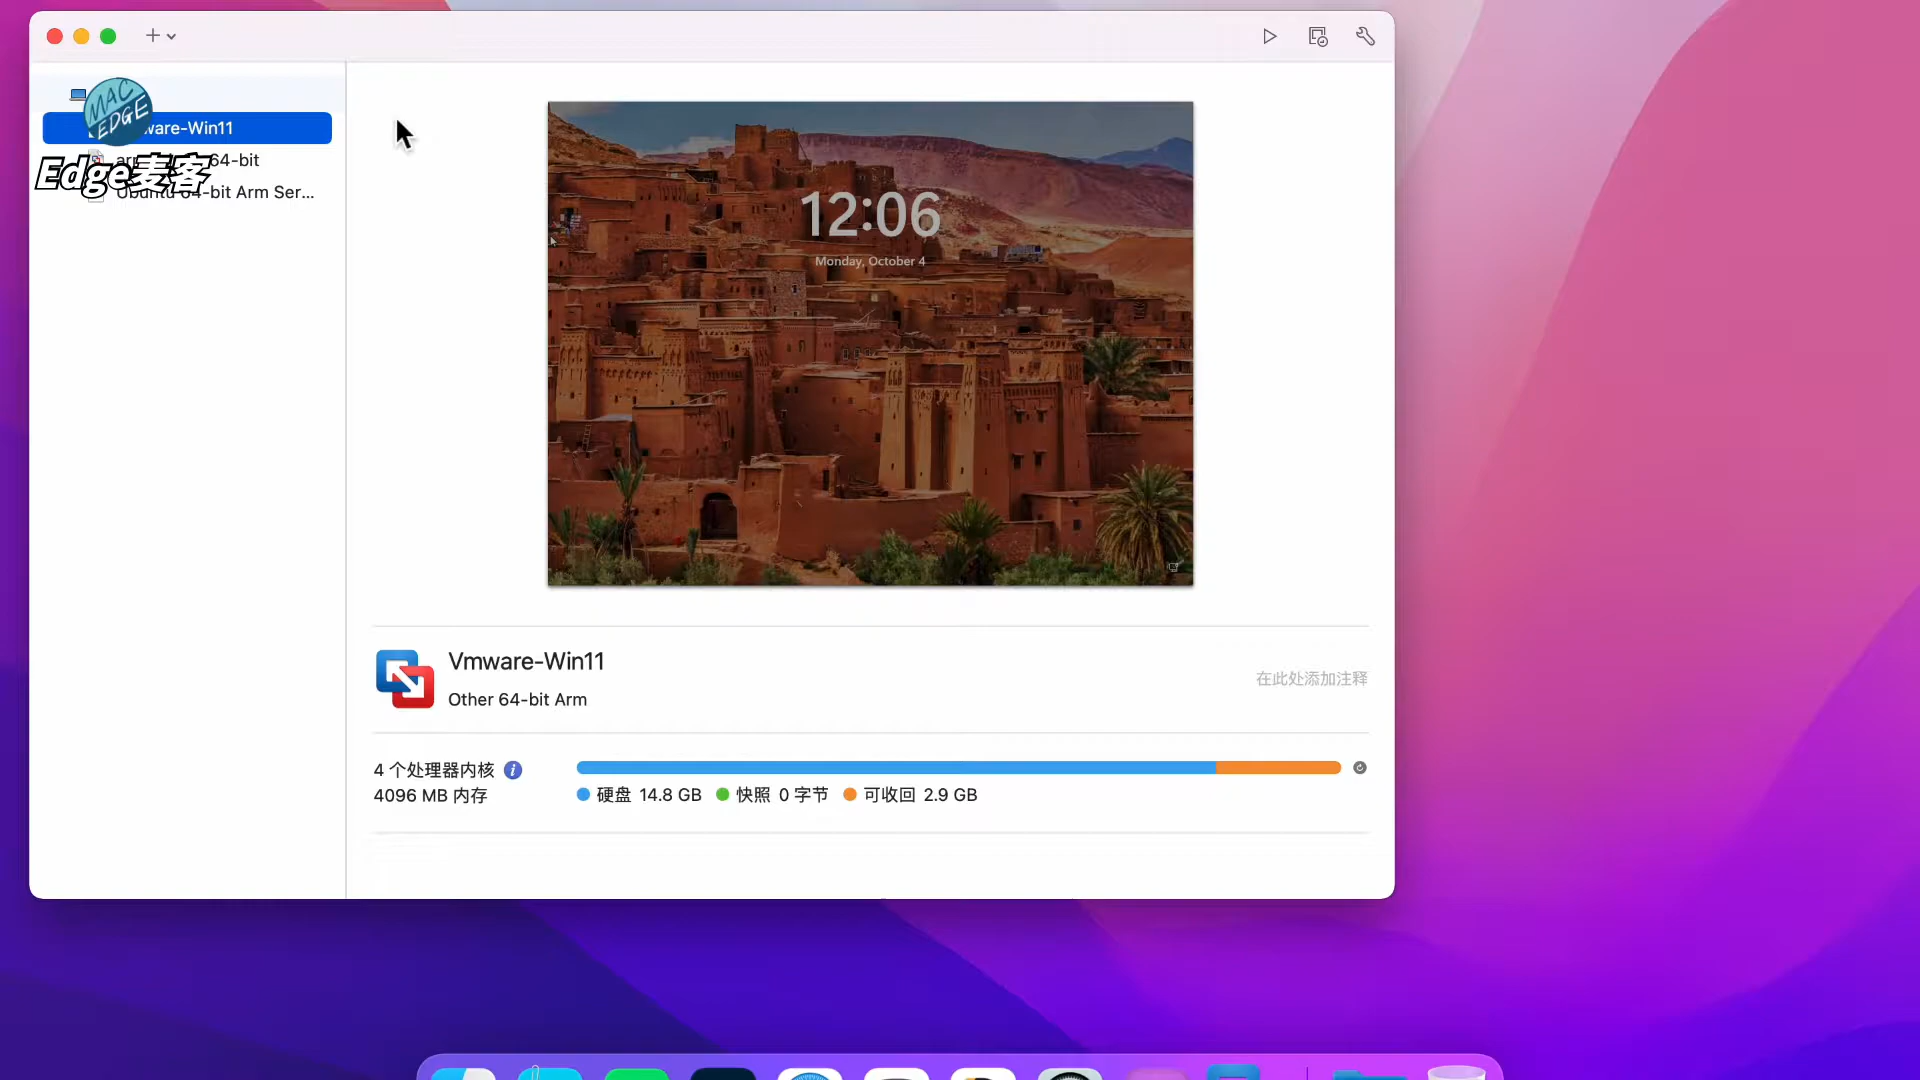 MAC EDGE
ware-Win11
64-bit
Edge麦客
Ubuntu 64-bit Arm Ser...
12:06
Monday, October 4
Vmware-Win11
Other 64-bit Arm
在此处添加注释
4 个处理器内核
4096 MB 内存
硬盘 14.8 GB 快照 0 字节 可收回 2.9 GB